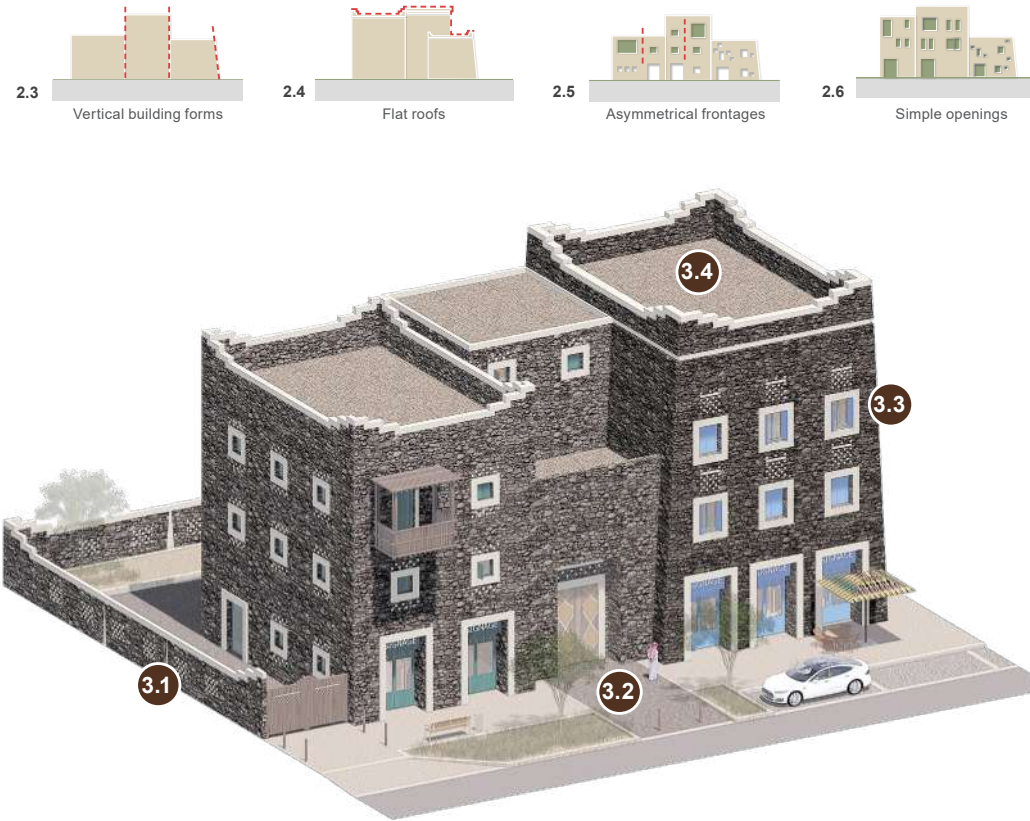 2.3
Vertical building forms
2.4
Flat roofs
2.5
Asymmetrical frontages
2.6
Simple openings
3.4
3.3
3.1
3.2